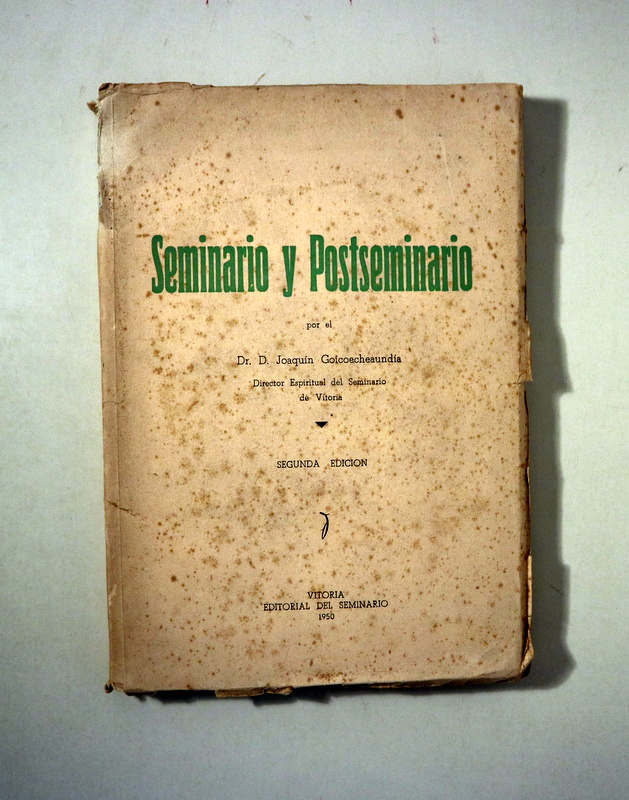 Seminario y Postseminario
por el
Dr. D. Joaquín Goicoecheaundía
Director Espiritual del Seminario
de Vitoria
SEGUNDA EDICION
VITORIA
EDITORIAL DEL SEMINARIO
1950